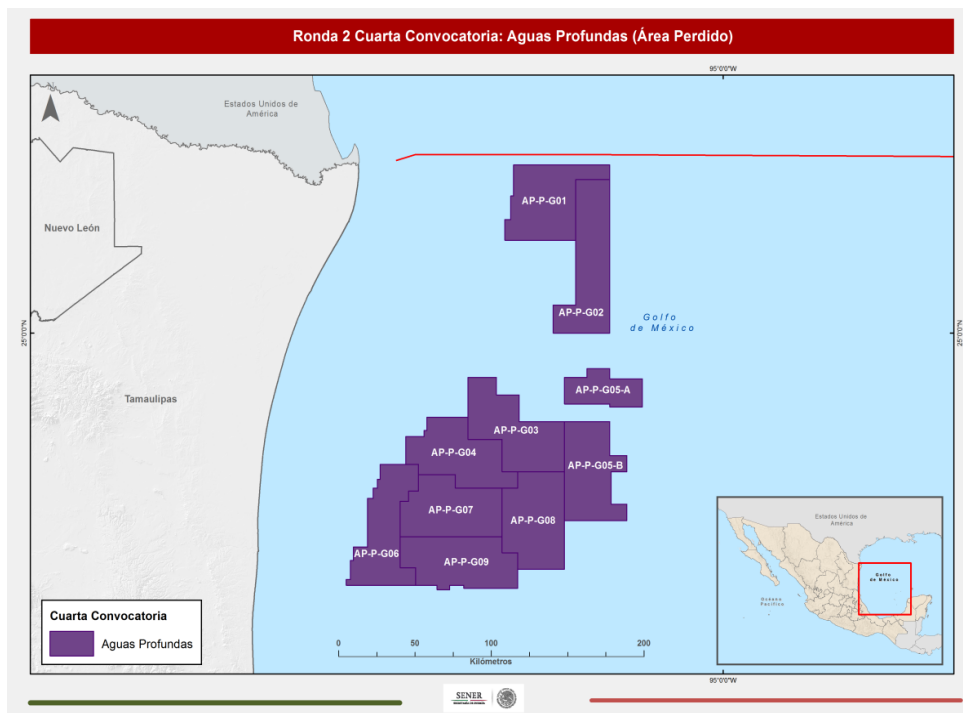 Ronda 2 Cuarta Convocatoria: Aguas Profundas (Área Perdido)
95°0'0"W
Estados Unidos de
América
AP-P-G01
Nuevo León
AP-P-G02
Golfo
de México
25°0'0"N
25°0'0"N
AP-P-G05-A
Tamaulipas
AP-P-G03
AP-P-G04
AP-P-G05-B
AP-P-G07
AP-P-G08
AP-P-G06
AP-P-G09
Estados Unidos de
América
Golfo
de México
Océano
Pacífico
Cuarta Convocatoria
Aguas Profundas
0
50
100
200
Kilómetros
95°0'0"W
SENER